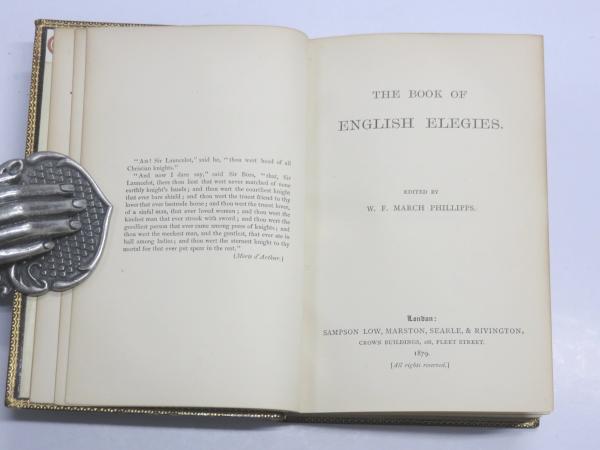 "Ah! Sir Launcelot," said he, "thou wert head of all
Christian knights."
"And now I dare say," said Sir Bors, "that, Sir
Launcelot, there thou liest that were never matched of none
earthly knight's hands; and thou wert the courtliest knight
that ever bare shield; and thou wert the truest friend to thy
lover that ever bestrode horse; and thou wert the truest lover,
of a sinful man, that ever loved woman; and thou wert the
kindest man that ever strook with sword; and thou wert the
goodliest person that ever came among press of knights; and
thou wert the meekest man, and the gentlest, that ever ate in
hall among ladies; and thou wert the sternest knight to thy
mortal foe that ever put spear in the rest."
(Morte d'Arthur.)
THE BOOK OF
ENGLISH ELEGIES.
EDITED BY
W. F. MARCH PHILLIPPS.
London:
SAMPSON LOW, MARSTON, SEARLE, & RIVINGTON,
CROWN BUILDINGS, 188, FLEET STREET.
1879.
[All rights reserved.]